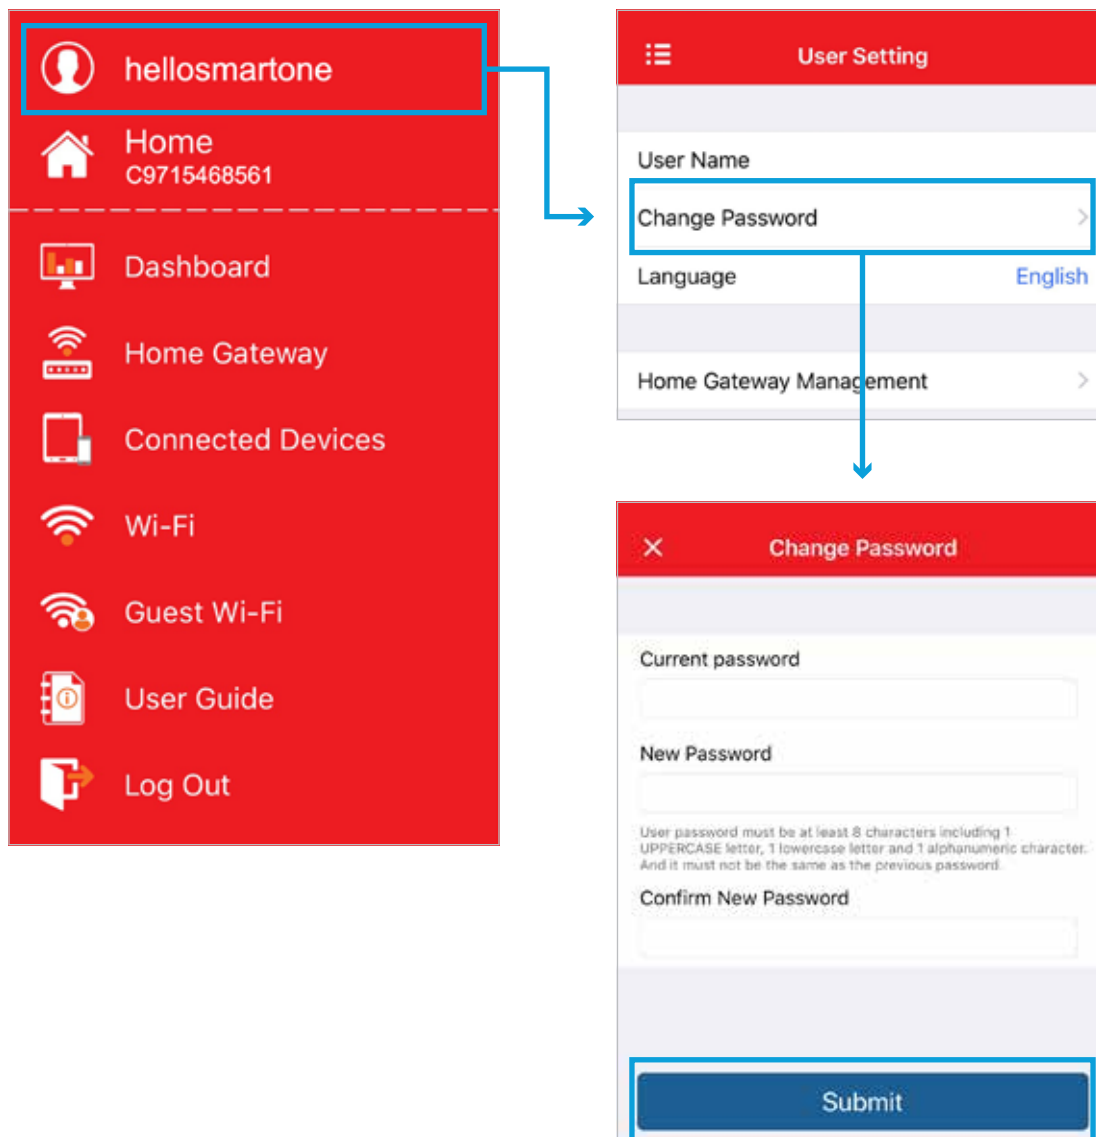 hellosmartone
Home
C9715468561
Dashboard
Home Gateway
Connected Devices
Wi-Fi
Guest Wi-Fi
User Guide
Log Out
User Setting
User Name
Change Password
Language English
Home Gateway Management
Change Password
Current password
New Password
User password must be at least 8 characters including 1
UPPERCASE letter, 1 lowercase letter and 1 alphanumeric character.
And it must not be the same as the previous password.
Confirm New Password
Submit